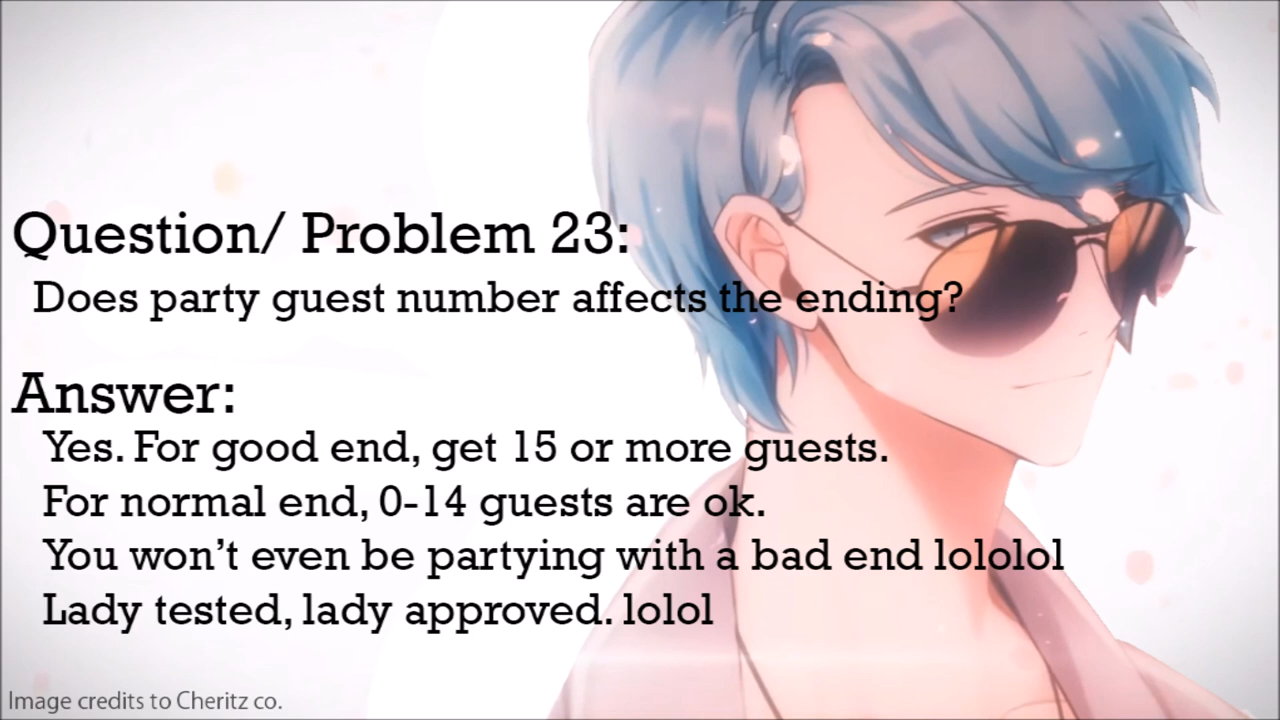 Question/ Problem 23:
Does party guest number affects the ending?
Answer:
Yes. For good end, get 15 or more guests.
For normal end, 0-14 guests are ok.
You won't even be partying with a bad end lololol
Lady tested, lady approved. lolol
Image credits to Cheritz co.